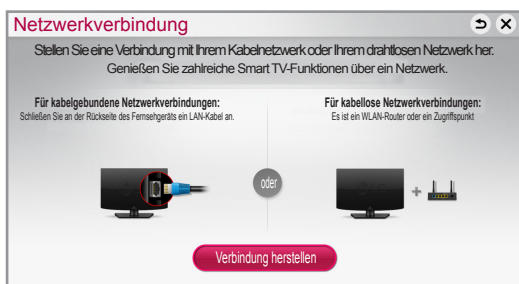 Netzwerkverbindung
Stellen Sie eine Verbindung mit Ihrem Kabelnetzwerk oder Ihrem drahtlosen Netzwerk her.
Genießen Sie zahlreiche Smart TV-Funktionen über ein Netzwerk.
Für kabelgebundene Netzwerkverbindungen:
Schließen Sie an der Rückseite des Fernsehgeräts ein LAN-Kabel an.
Für kabellose Netzwerkverbindungen:
Es ist ein WLAN-Router oder ein Zugriffspunkt
oder
Verbindung herstellen